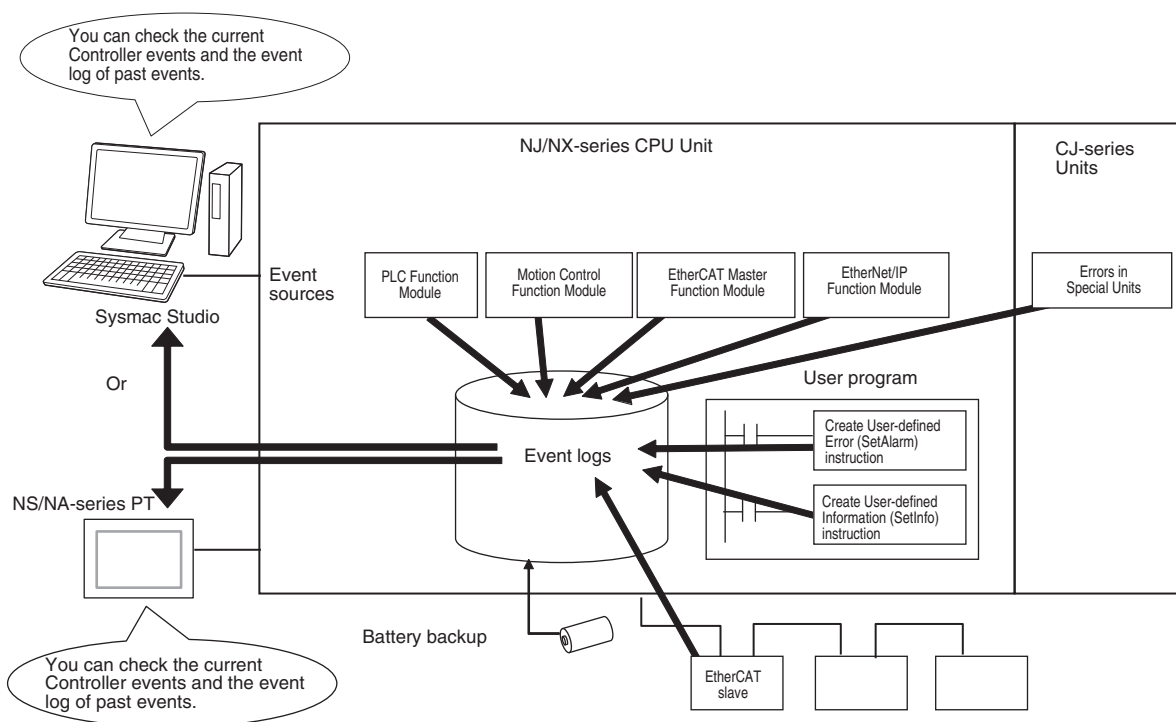 You can check the current
Controller events and the event
log of past events.
NJ/NX-series CPU Unit
CJ-series
Units
Event
sources
PLC Function
Module
Motion Control
Function Module
EtherCAT Master
Function Module
EtherNet/IP
Function Module
Errors in
Special Units
Sysmac Studio
Or
User program
Create User-defined
Error (SetAlarm)
instruction
Event logs
Create User-defined
Information (SetInfo)
instruction
NS/NA-series PT
Battery backup
EtherCAT
slave
You can check the current
Controller events and the event
log of past events.